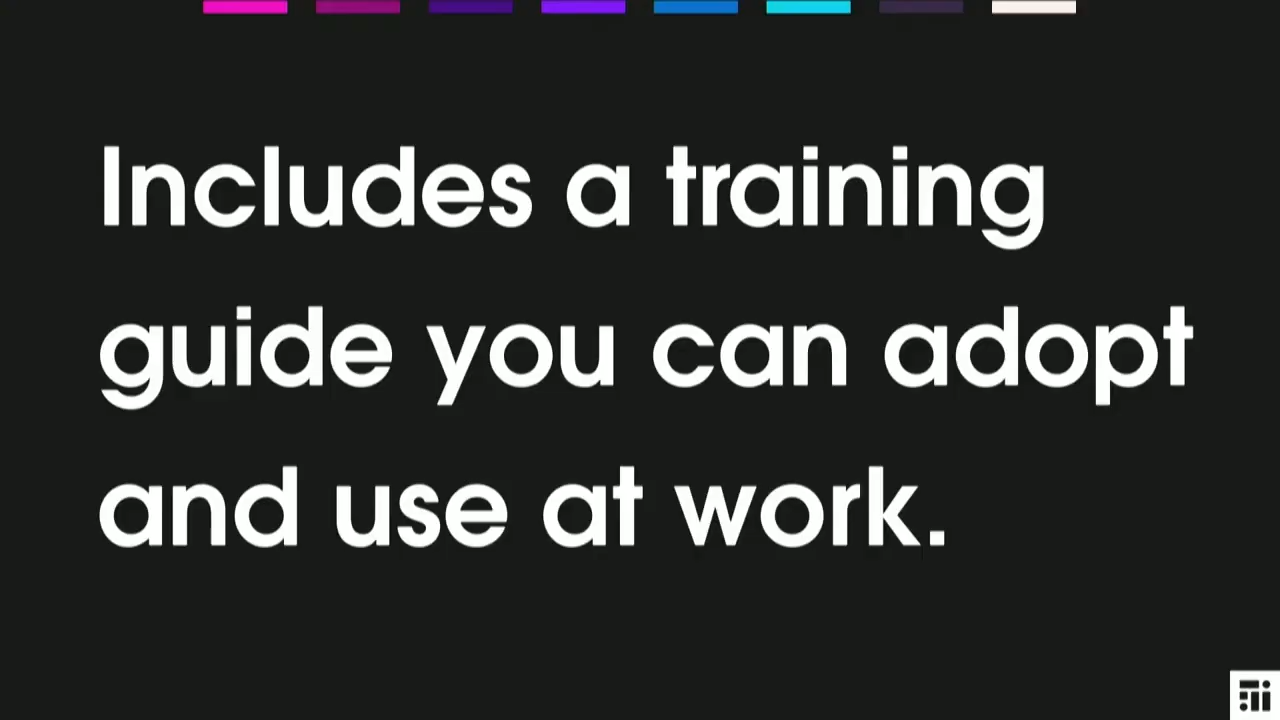 Includes a training
guide you can adopt
and use at work.